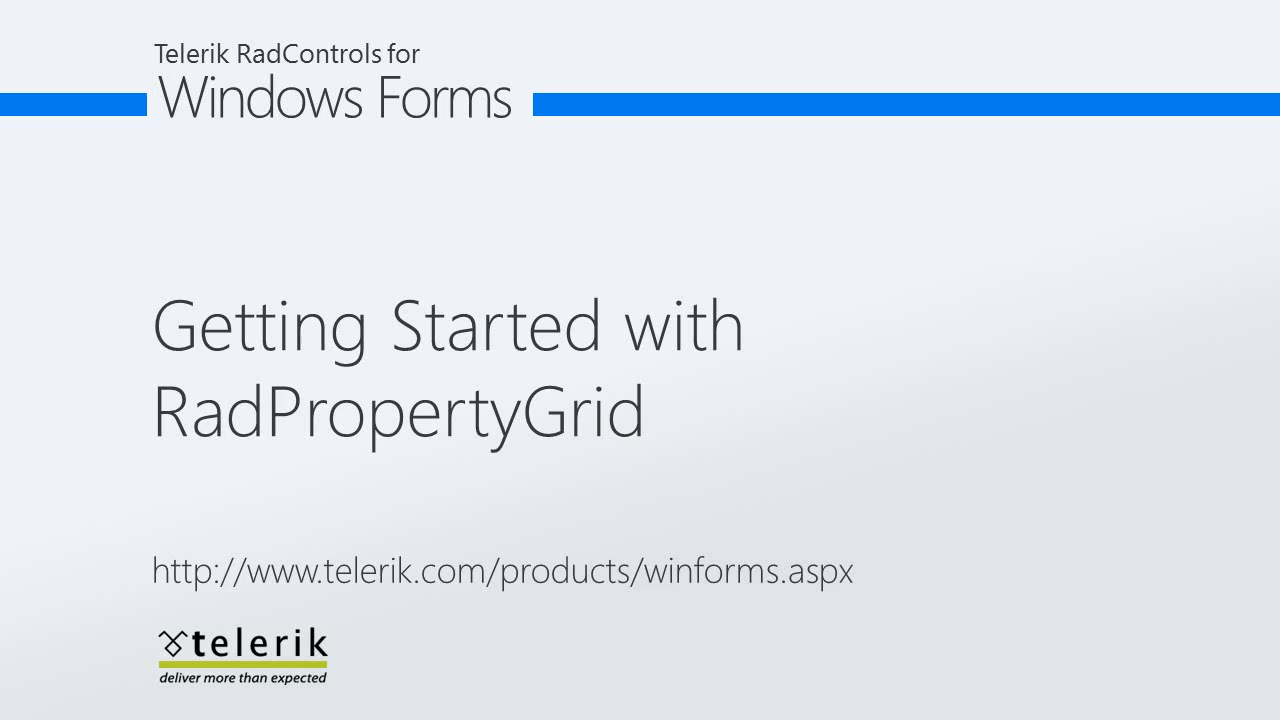 Telerik RadControls for
Windows Forms
Getting Started with
RadPropertyGrid
http://www.telerik.com/products/winforms.aspx
telerik
deliver more than expected